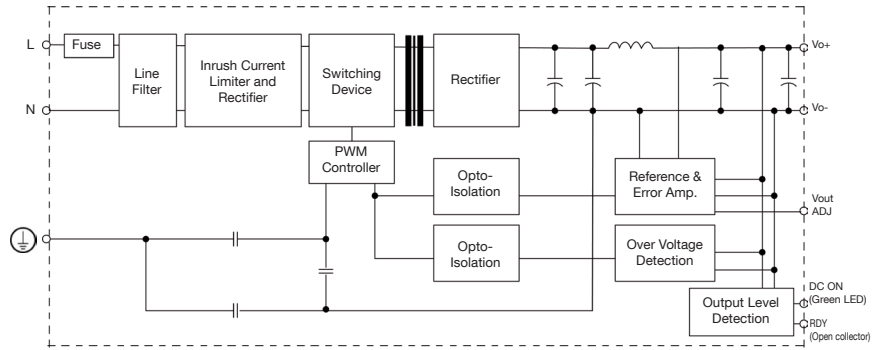 L
Fuse
Line
Filter
Inrush Current
Limiter and
Rectifier
Switching
Device
Rectifier
Vo+
N
Vo-
PWM
Controller
Opto-
Isolation
Reference &
Error Amp.
Vout
ADJ
Opto-
Isolation
Over Voltage
Detection
Output Level
Detection
DC ON
(Green LED)
RDY
(Open collector)